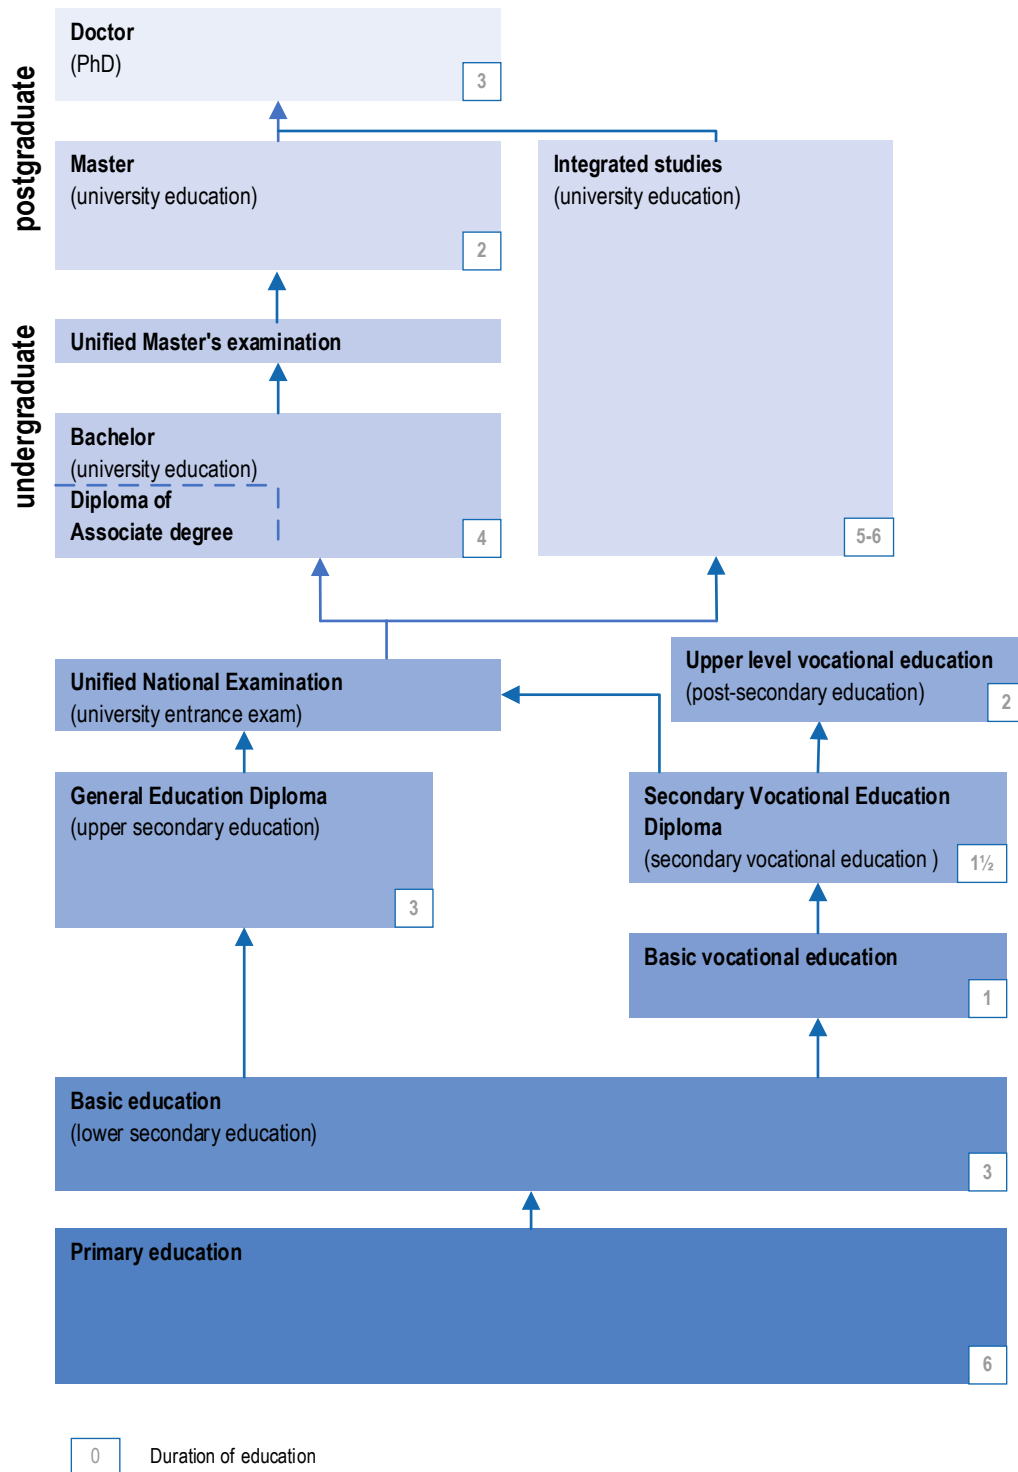 postgraduate
Doctor
(PhD)
3
Master
(university education)
2
Integrated studies
(university education)
5-6
undergraduate
Unified Master's examination
Bachelor
(university education)
Diploma of
Associate degree
4
Unified National Examination
(university entrance exam)
Upper level vocational education
(post-secondary education)
2
General Education Diploma
(upper secondary education)
3
Secondary Vocational Education
Diploma
(secondary vocational education )
1½
Basic vocational education
1
Basic education
(lower secondary education)
3
Primary education
6
0
Duration of education